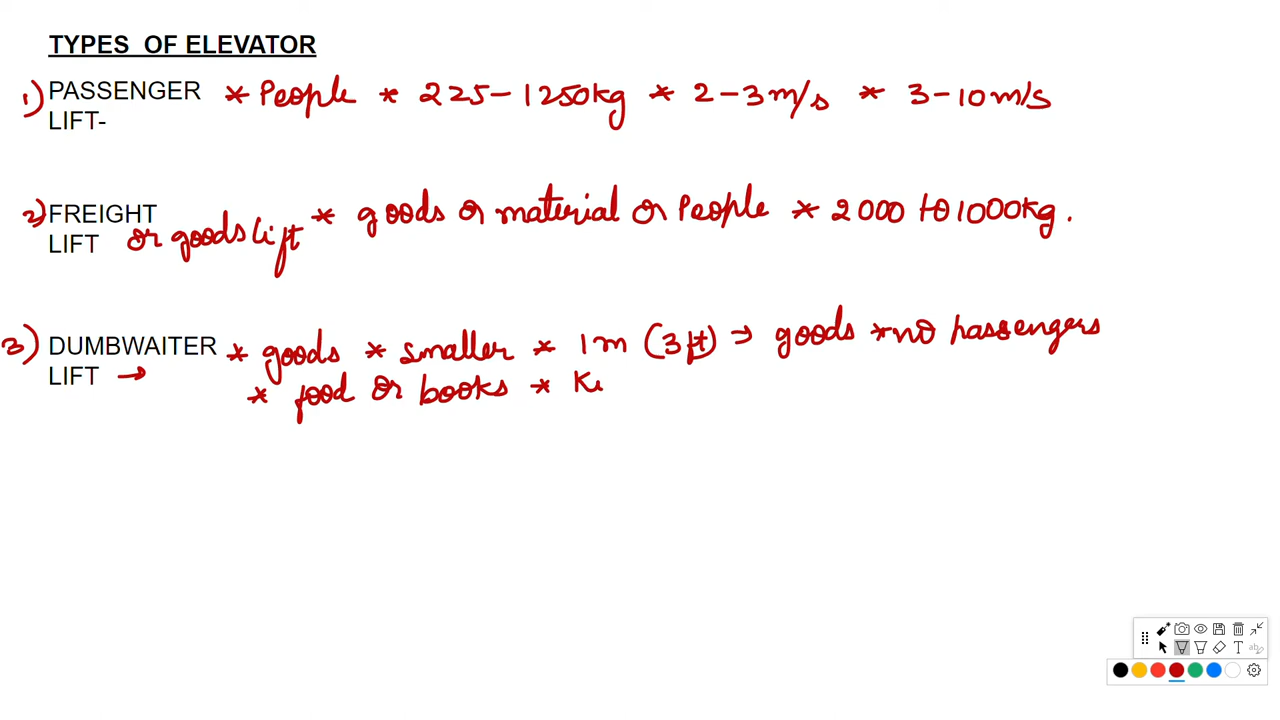 TYPES OF ELEVATOR
1) PASSENGER * People * 225-1250kg * 2-3m/s * 3-10m/s
LIFT-
2) FREIGHT * goods or material or People * 2000 to 1000kg.
LIFT or goods lift
3) DUMBWAITER * goods * smaller * 1m (3ft) → goods * no passengers
LIFT → * food or books * Ke